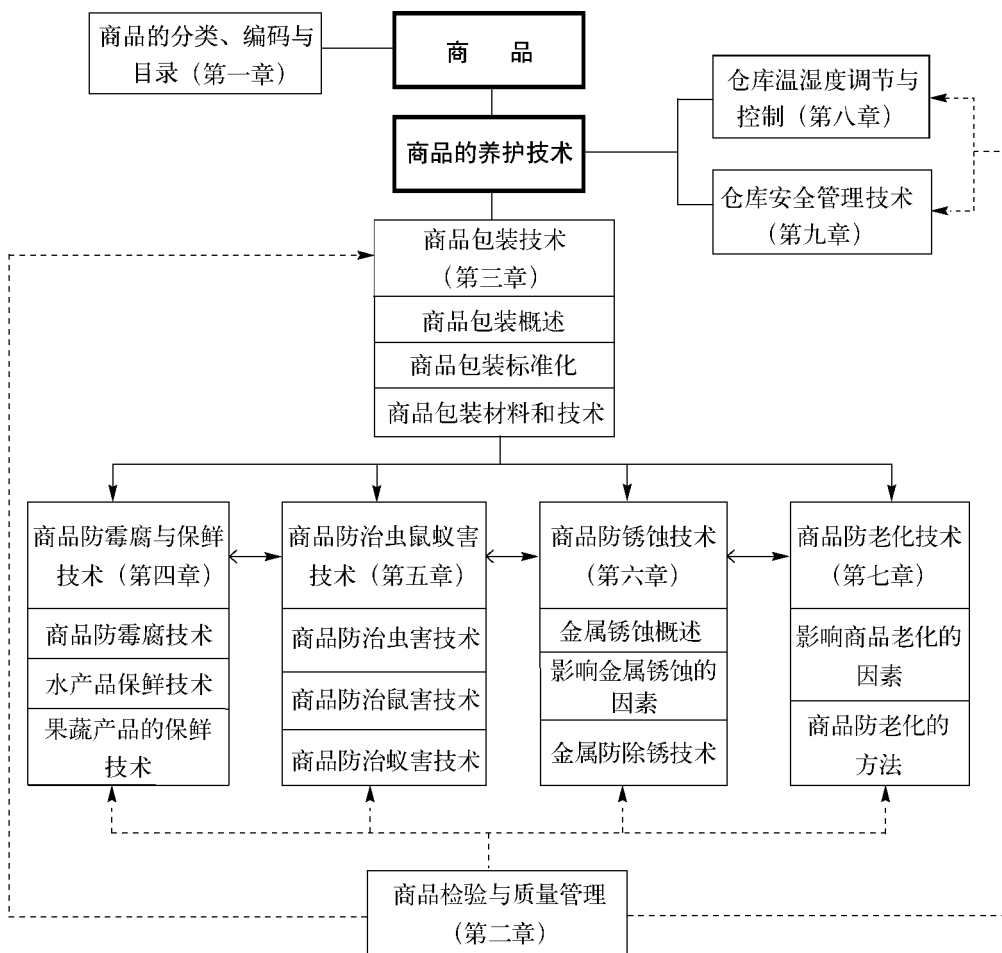 商品的分类、编码与
目录（第一章）
商　品
仓库温湿度调节与
控制（第八章）
商品的养护技术
仓库安全管理技术
（第九章）
商品包装技术
（第三章）
商品包装概述
商品包装标准化
商品包装材料和技术
商品防霉腐与保鲜
技术（第四章）
商品防霉腐技术
水产品保鲜技术
果蔬产品的保鲜
技术
商品防治虫鼠蚁害
技术（第五章）
商品防治虫害技术
商品防治鼠害技术
商品防治蚁害技术
商品防锈蚀技术
（第六章）
金属锈蚀概述
影响金属锈蚀的
因素
金属防除锈技术
商品防老化技术
（第七章）
影响商品老化的
因素
商品防老化的
方法
商品检验与质量管理
（第二章）